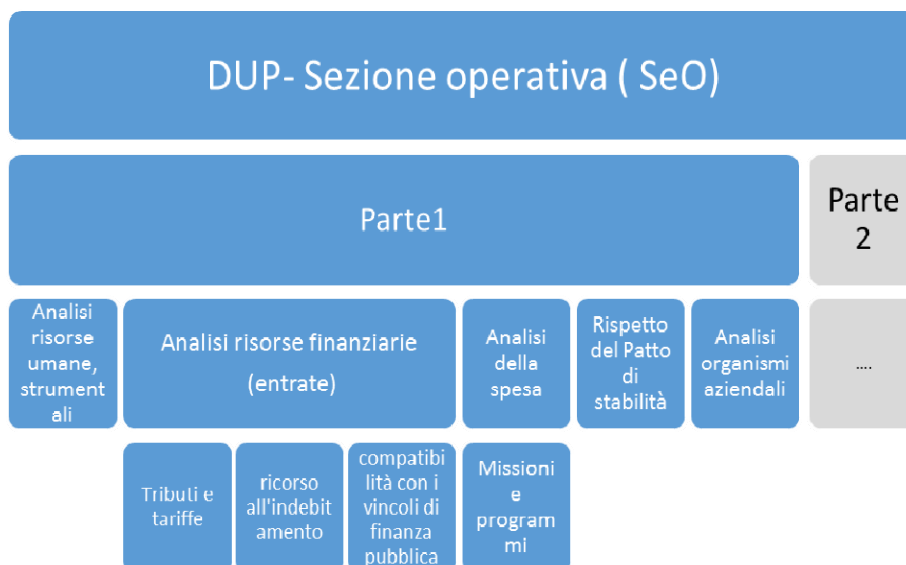 DUP- Sezione operativa ( SeO)
Parte1
Parte
2
Analisi
risorse
umane,
strument
ali
Analisi risorse finanziarie
(entrate)
Analisi
della
spesa
Rispetto
del Patto
di
stabilità
Analisi
organismi
aziendali
....
Tributi e
tariffe
ricorso
all'indebit
amento
compatibi
lità con i
vincoli di
finanza
pubblica
Missioni
e
program
mi